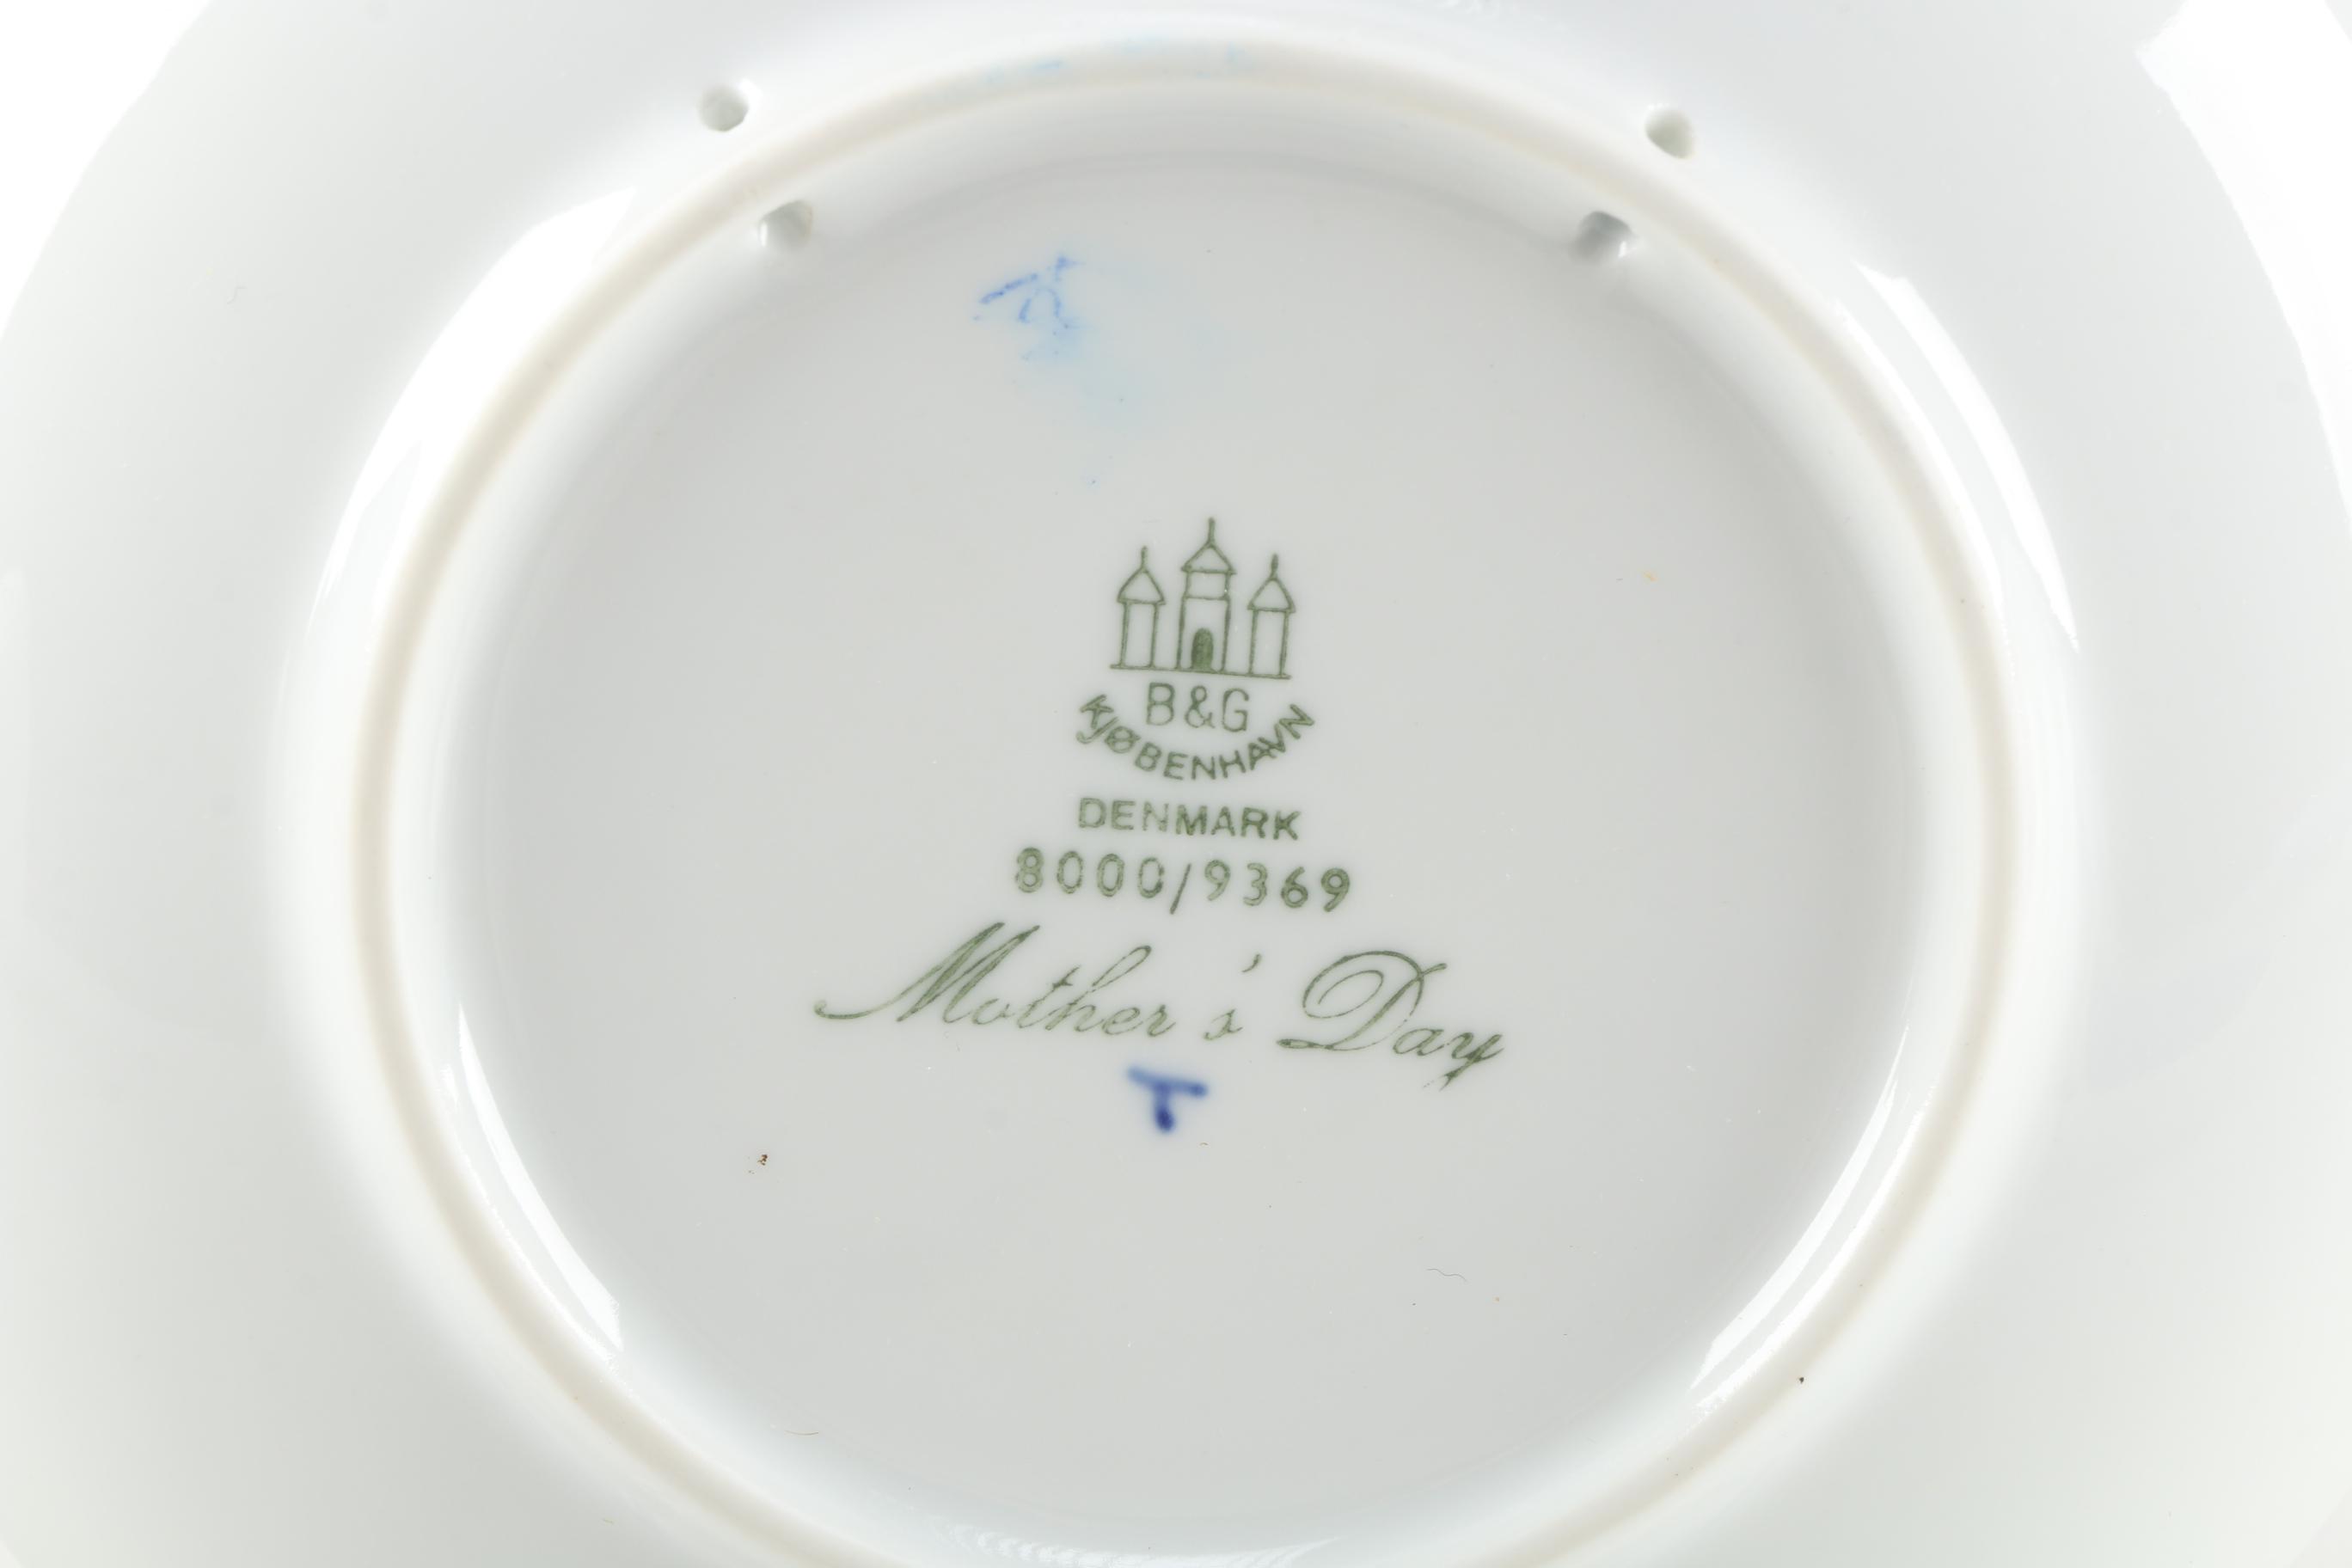 B&G
KJØBENHAVN
DENMARK
8000/9369
Mother's Day
T